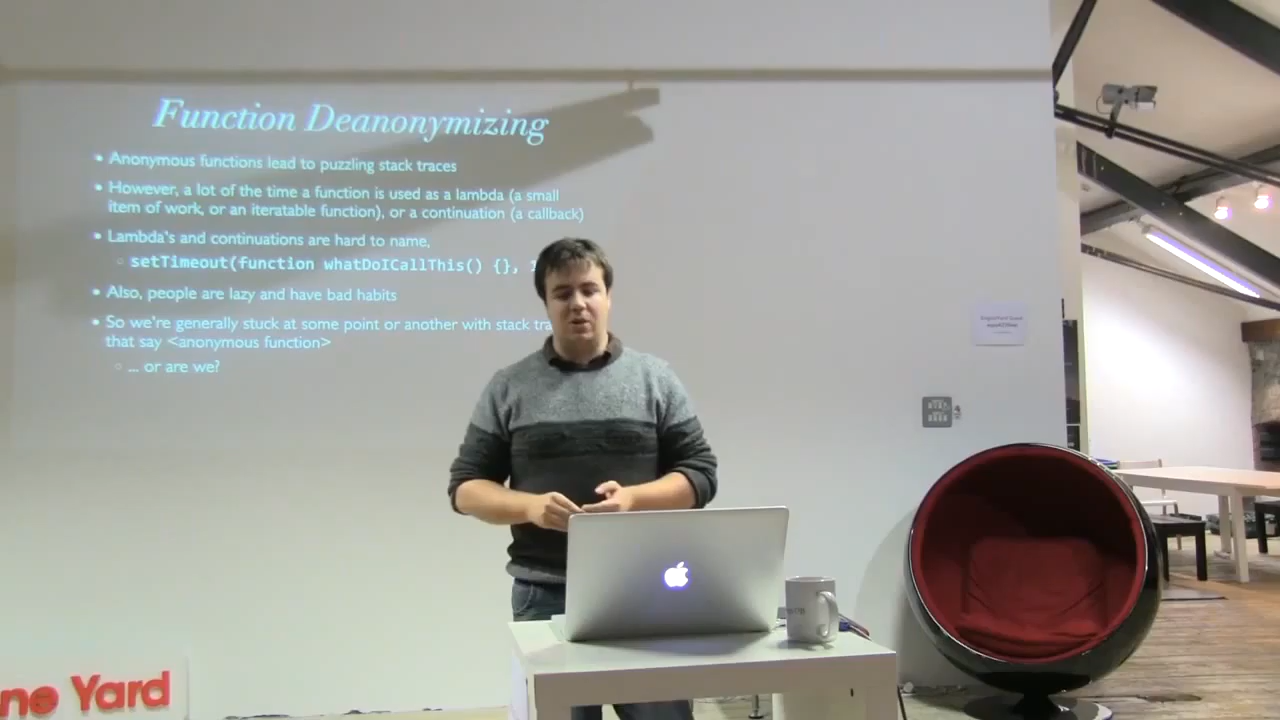 Function Deanonymizing
• Anonymous functions lead to puzzling stack traces
• However, a lot of the time a function is used as a lambda (a small
item of work, or an iteratable function), or a continuation (a callback)
• Lambda's and continuations are hard to name,
◦ setTimeout(function whatDoICallThis() {},
• Also, people are lazy and have bad habits
• So we're generally stuck at some point or another with stack
that say <anonymous function>
◦ ... or are we?
ne Yard